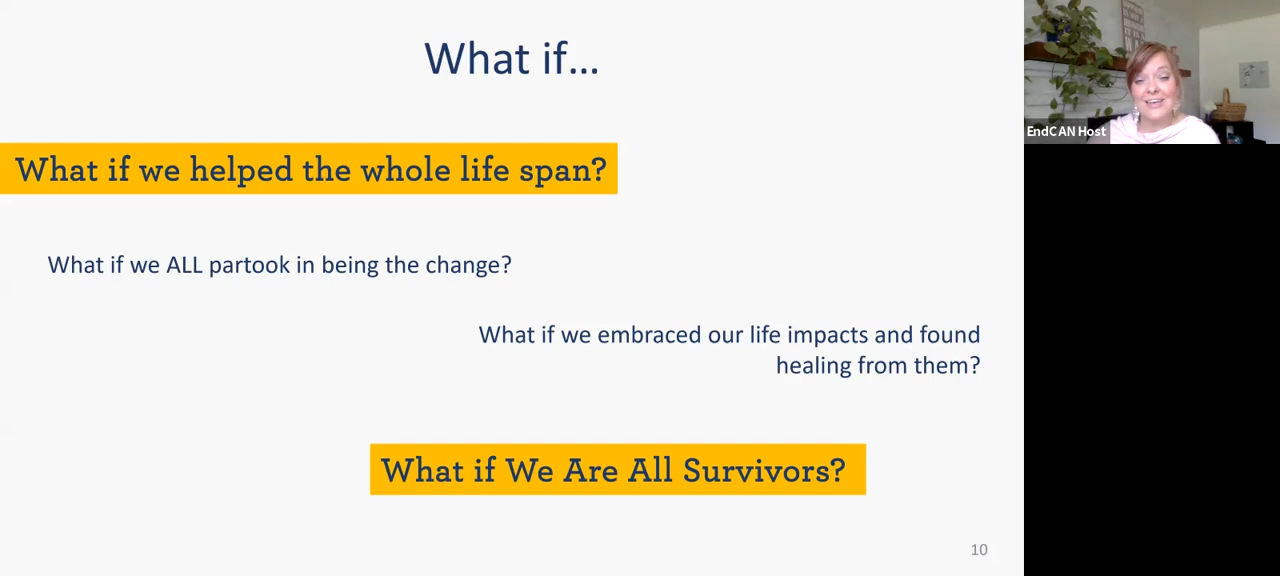 What if...
EndCAN Host
What if we helped the whole life span?
What if we ALL partook in being the change?
What if we embraced our life impacts and found
healing from them?
What if We Are All Survivors?
10